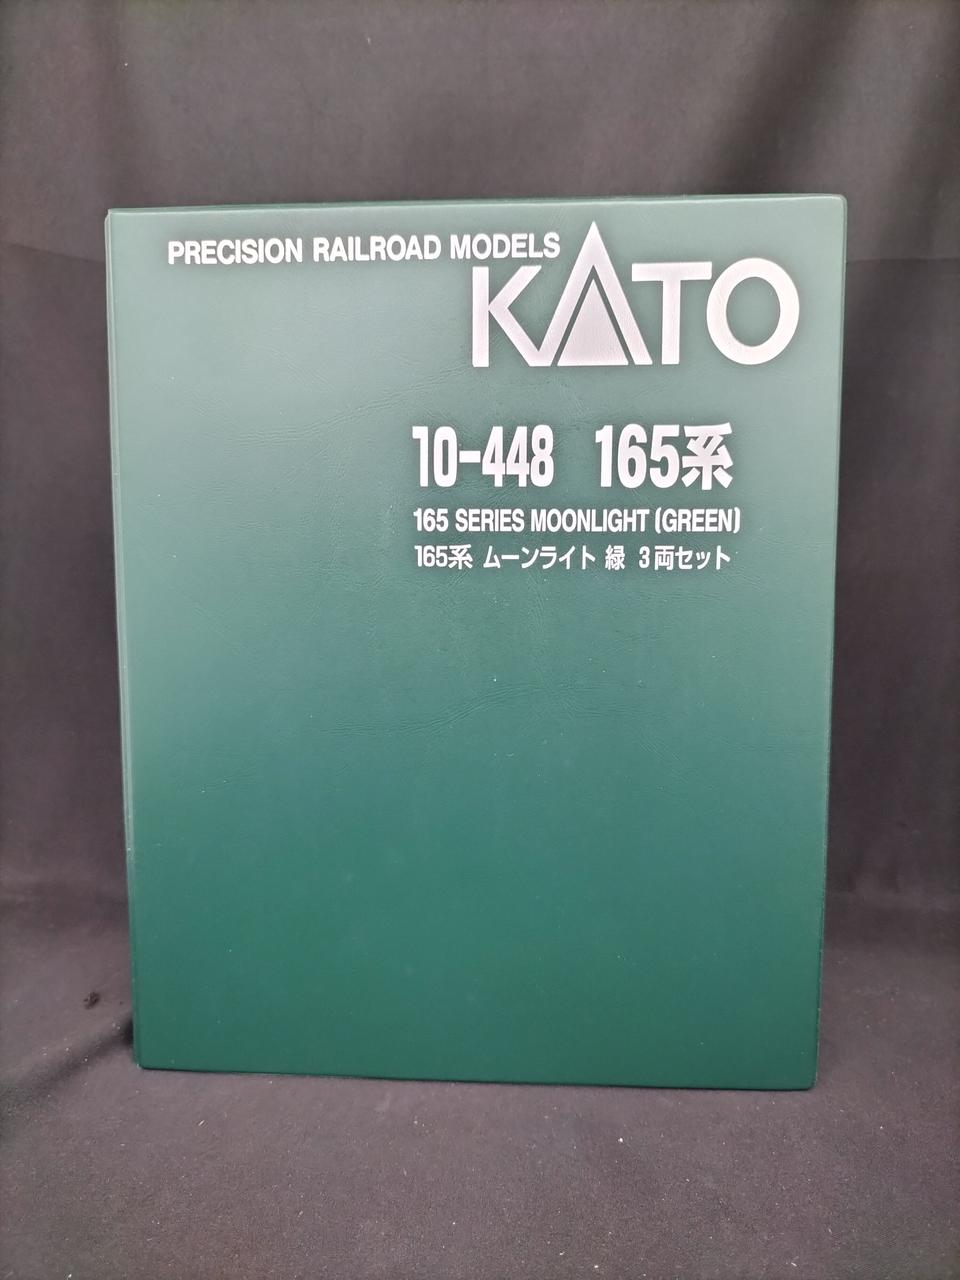 PRECISION RAILROAD MODELS
KATO
10-448 165系
165 SERIES MOONLIGHT (GREEN)
165系 ムーンライト 緑 3両セット